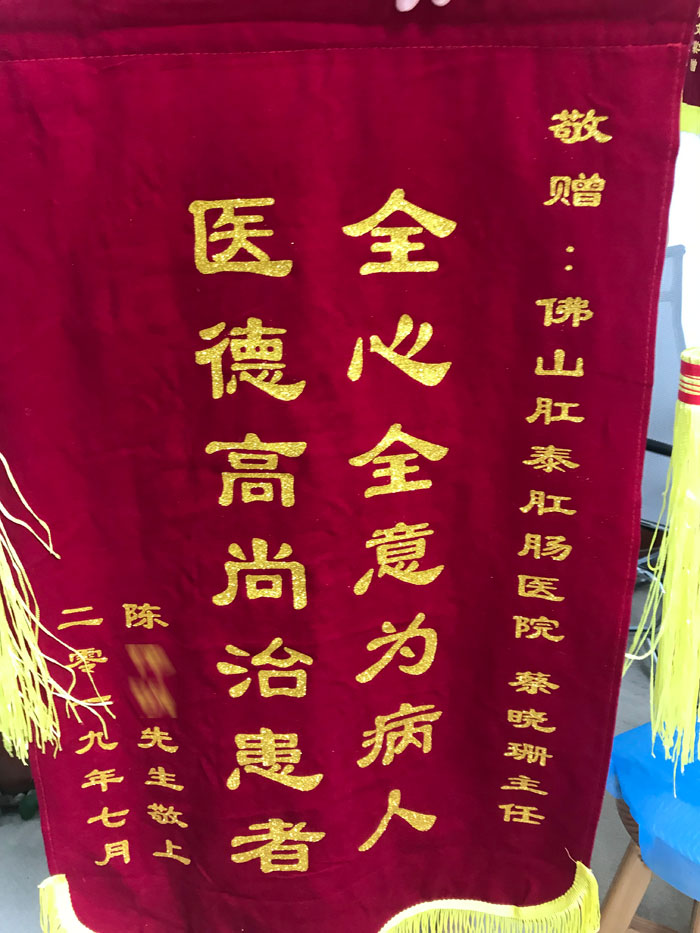 敬赠：佛山肛泰肛肠医院 蔡晓珊主任
全心全意为病人
医德高尚治患者
陈先生敬上
二零一九年七月